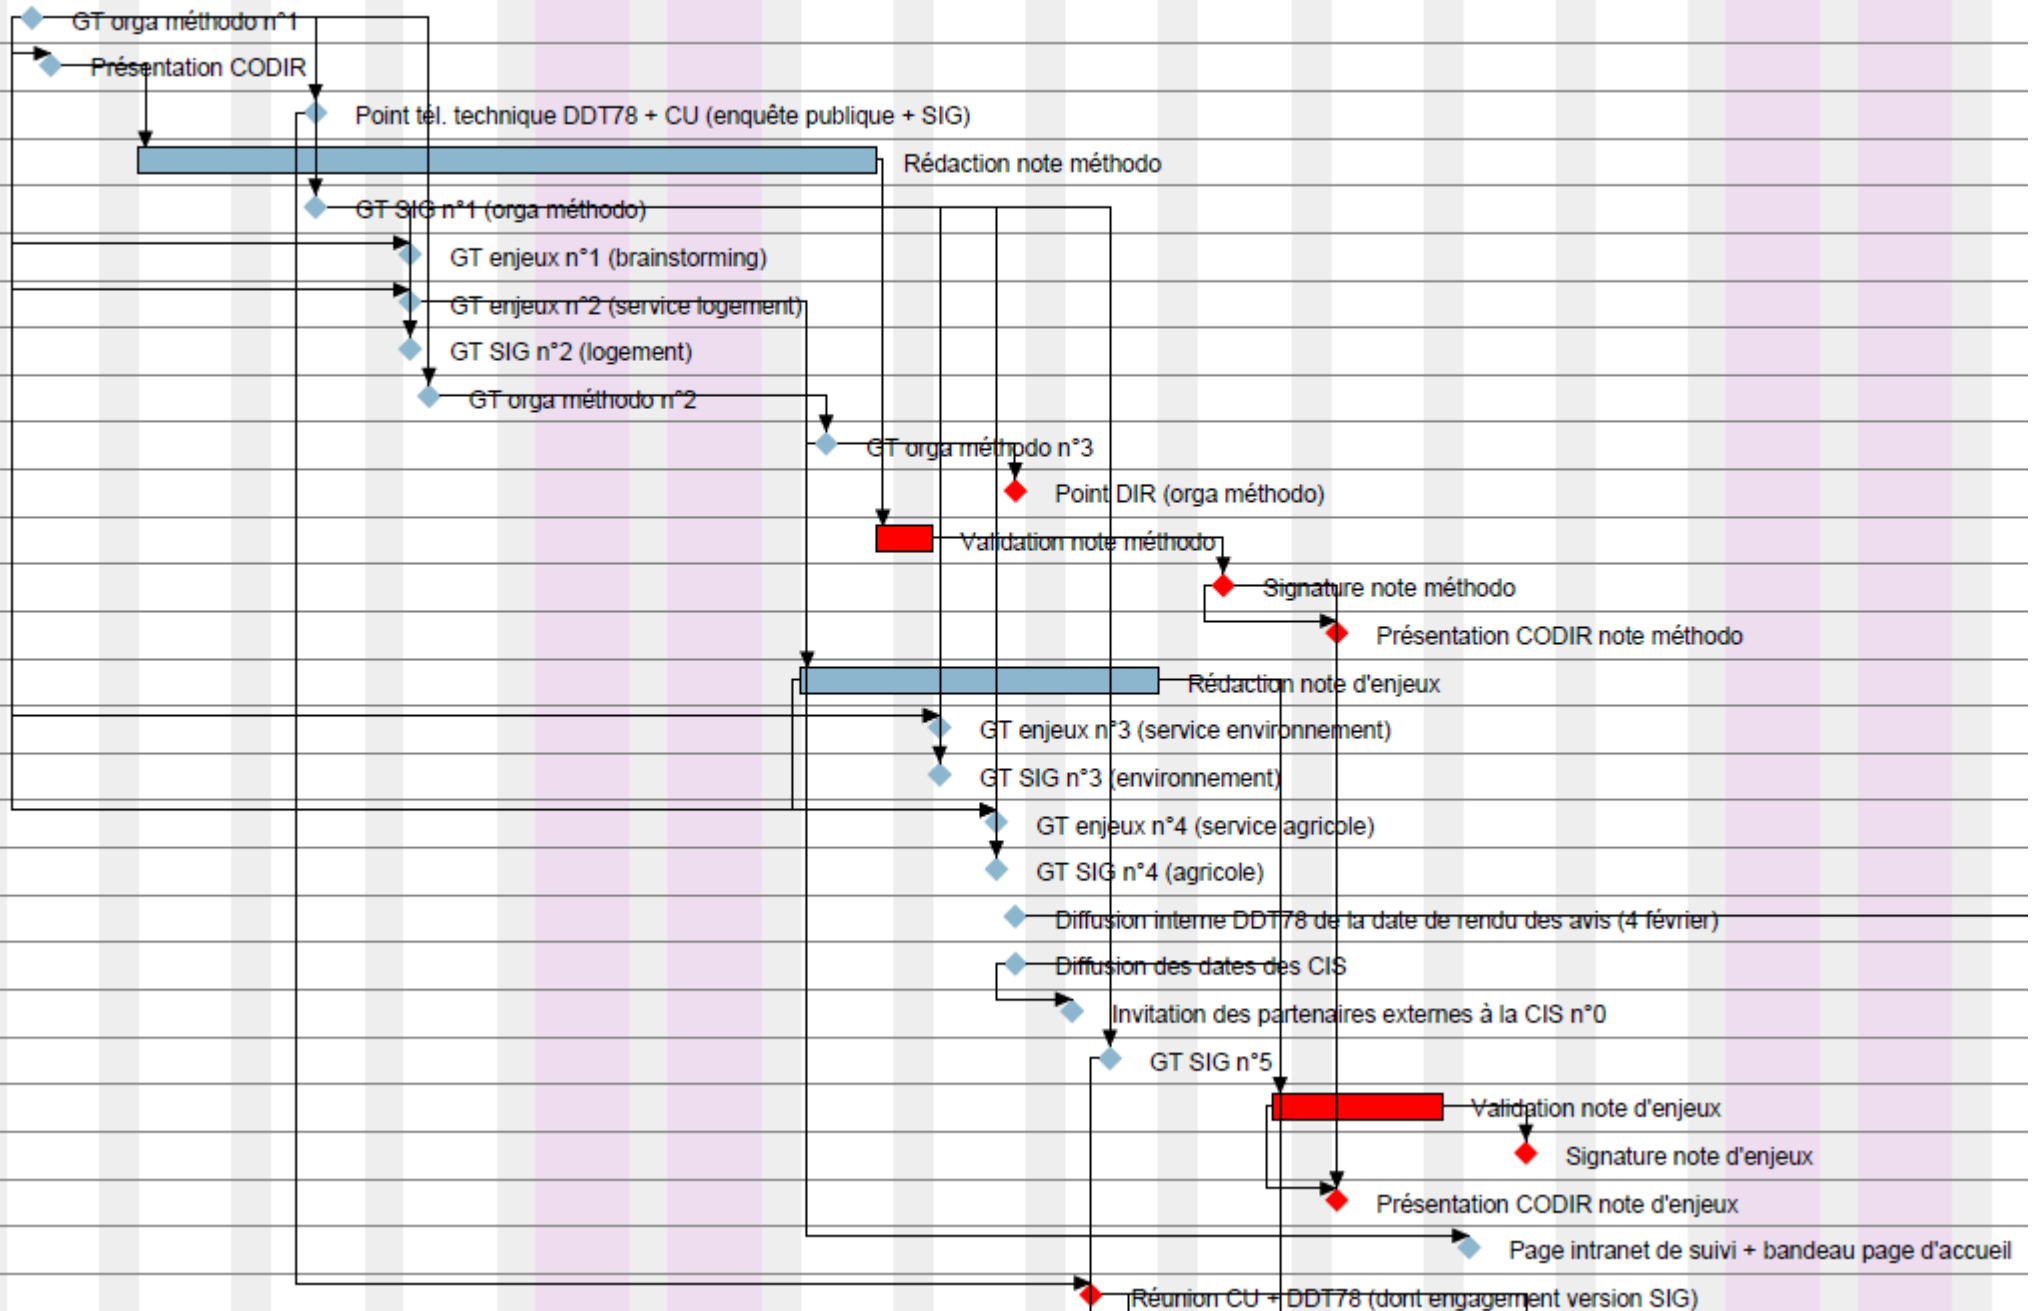 GT orga méthodo n°1
Présentation CODIR
Point tél. technique DDT78 + CU (enquête publique + SIG)
Rédaction note méthodo
GT SIG n°1 (orga méthodo)
GT enjeux n°1 (brainstorming)
GT enjeux n°2 (service logement)
GT SIG n°2 (logement)
GT orga méthodo n°2
GT orga méthodo n°3
Point DIR (orga méthodo)
Validation note méthodo
Signature note méthodo
Présentation CODIR note méthodo
Rédaction note d'enjeux
GT enjeux n°3 (service environnement)
GT SIG n°3 (environnement)
GT enjeux n°4 (service agricole)
GT SIG n°4 (agricole)
Diffusion interne DDT78 de la date de rendu des avis (4 février)
Diffusion des dates des CIS
Invitation des partenaires externes à la CIS n°0
GT SIG n°5
Validation note d'enjeux
Signature note d'enjeux
Présentation CODIR note d'enjeux
Page intranet de suivi + bandeau page d'accueil
Réunion CU + DDT78 (dont engagement version SIG)